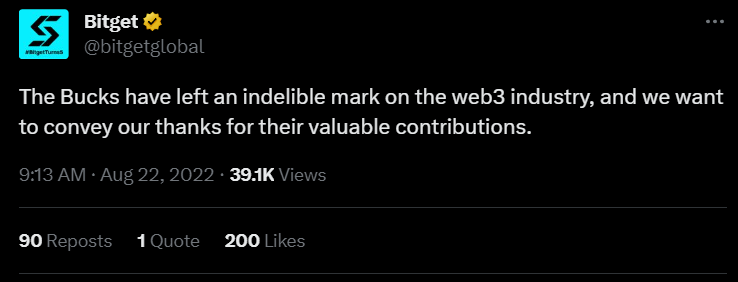 Bitget
@bitgetglobal
#BitgetTurns5
The Bucks have left an indelible mark on the web3 industry, and we want
to convey our thanks for their valuable contributions.
9:13 AM · Aug 22, 2022 · 39.1K Views
90 Reposts 1 Quote 200 Likes